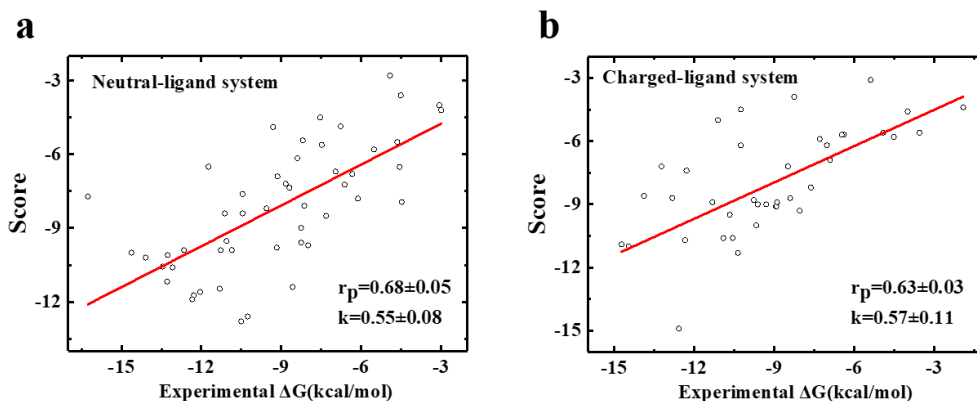 a
Neutral-ligand system
Score
-3
-6
-9
-12
rp=0.68±0.05
k=0.55±0.08
-15 -12 -9 -6 -3
Experimental ΔG(kcal/mol)
b
Charged-ligand system
Score
-3
-6
-9
-12
-15
rp=0.63±0.03
k=0.57±0.11
-15 -12 -9 -6 -3
Experimental ΔG(kcal/mol)